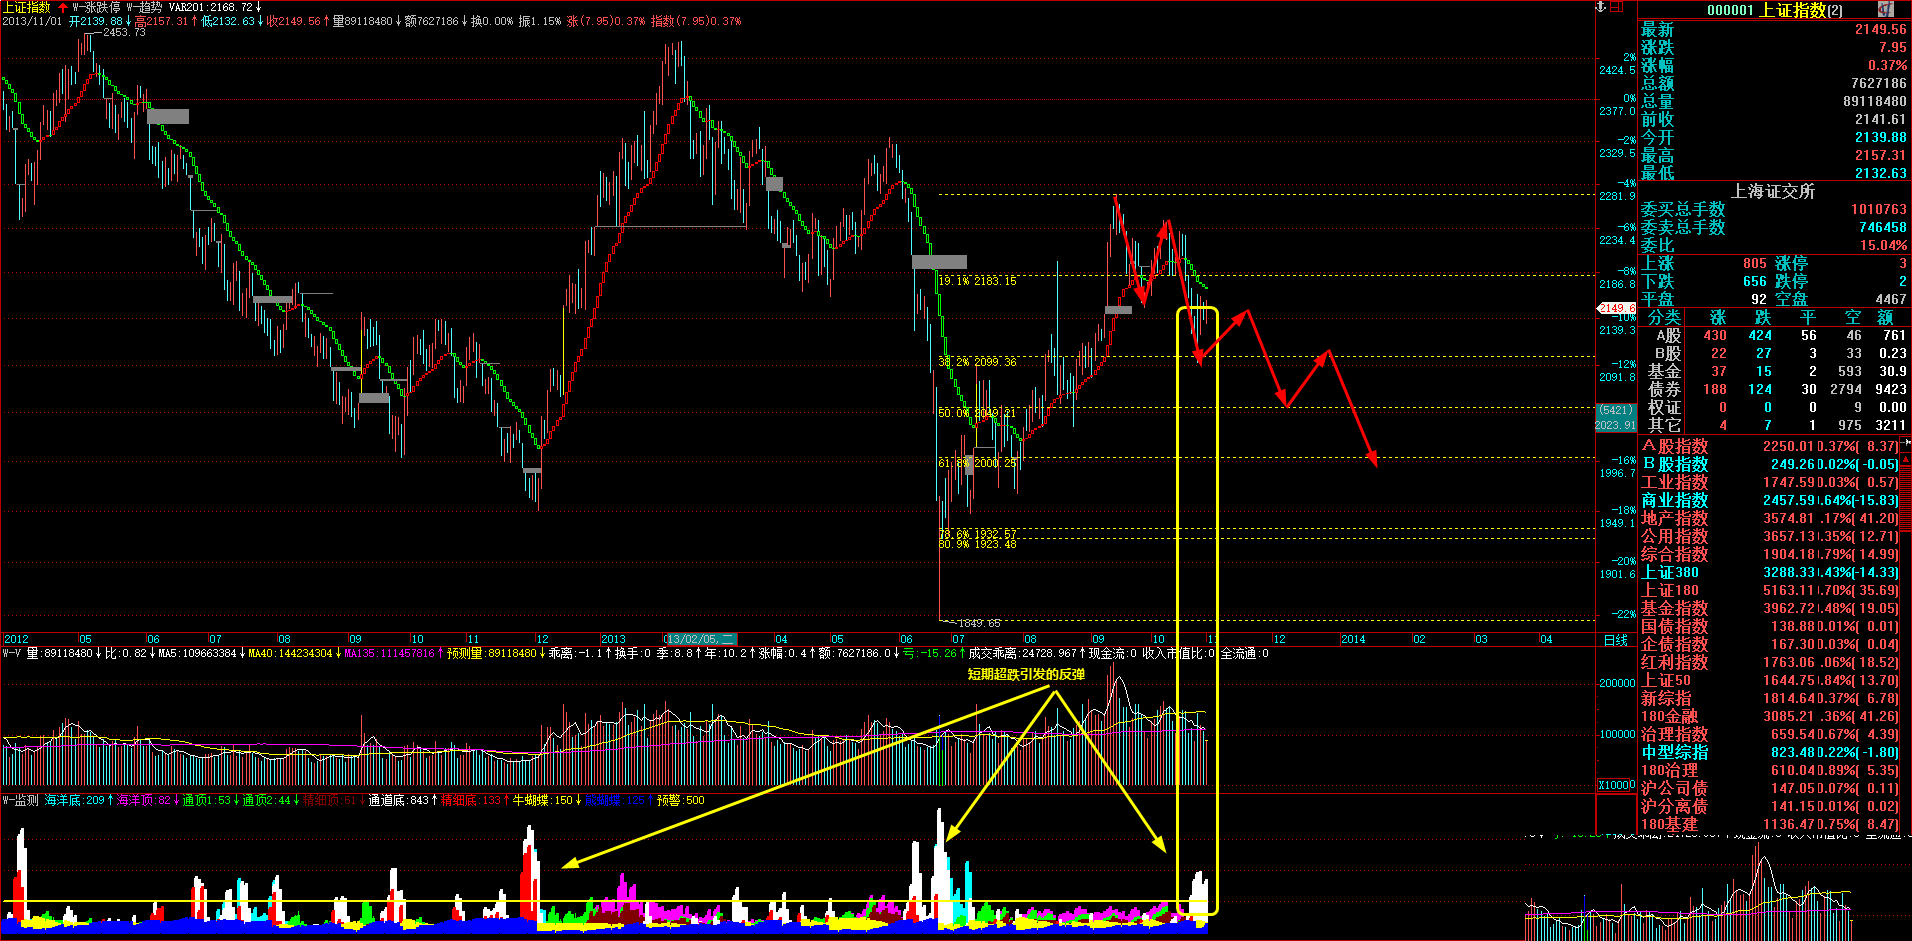 上证指数 ↑ W-涨跌停 W-趋势 VAR201:2168.72↓
2013/11/01 开2139.88↓高2157.31↑低2132.63↓收2149.56↑量89118480↓额7627186↓换0.00% 振1.15% 涨(7.95)0.37% 指数(7.95)0.37%
2453.73
19.1% 2183.15
38.2% 2099.36
50.0% 2049.21
61.8% 2000.25
78.6% 1932.57
80.9% 1923.48
1849.65
2%
2424.5
0%
2377.0
-2%
2329.5
-4%
2281.9
-6%
2234.4
-8%
2186.8
2149.6
-10%
2139.3
-12%
2091.8
(5421)
2023.91
-16%
1996.7
-18%
1949.1
-20%
1901.6
-22%
2012 05 06 07 08 09 10 11 12 2013 13/02/05,二 04 05 06 07 08 09 10 11 12 2014 02 03 04 日线
W-V 量:89118480↓比:0.82↓MA5:109663384↓MA40:144234304↓MA135:111457816↑预测量:89118480↓乖离:-1.1↑换手:0 季:8.8↑年:10.2↑涨幅:0.4↑额:7627186.0↓亏:-15.26↑成交乖离:24728.967↑现金流:0 收入市值比:0 全流通:0
短期超跌引发的反弹
200000
100000
X10000
W-监测 海洋底:209↑海洋顶:82↓通顶1:53↓通顶2:44↓精细顶:51↓通道底:843↑精细底:133↑牛蝴蝶:150↓ 预警:500
000001 上证指数(2)
最新 2149.56
涨跌 7.95
涨幅 0.37%
总额 7627186
总量 89118480
前收 2141.61
今开 2139.88
最高 2157.31
最低 2132.63
上海证交所
委买总手数 1010763
委卖总手数 746458
委比 15.04%
上涨 805 涨停 3
下跌 656 跌停 2
平盘 92 空盘 4467
分类 涨 跌 平 空 额
A股 430 424 56 46 761
B股 22 27 3 33 0.23
基金 37 15 2 593 30.9
债券 188 124 30 2794 9423
权证 0 0 0 9 0.00
其它 4 7 1 975 3211
A股指数 2250.01 0.37%( 8.37)
B股指数 249.26 0.02%( -0.05)
工业指数 1747.59 0.03%( 0.57)
商业指数 2457.59 .64%(-15.83)
地产指数 3574.81 .17%( 41.20)
公用指数 3657.13 .35%( 12.71)
综合指数 1904.18 .79%( 14.99)
上证380 3288.33 .43%(-14.33)
上证180 5163.11 .70%( 35.69)
基金指数 3962.72 .48%( 19.05)
国债指数 138.88 0.01%( 0.01)
企债指数 167.30 0.03%( 0.04)
红利指数 1763.06 .06%( 18.52)
上证50 1644.75 .84%( 13.70)
新综指 1814.64 0.37%( 6.78)
180金融 3085.21 .36%( 41.26)
治理指数 659.54 0.67%( 4.39)
中型综指 823.48 0.22%( -1.80)
180治理 610.04 0.89%( 5.35)
沪公司债 147.05 0.07%( 0.11)
沪分离债 141.15 0.01%( 0.02)
180基建 1136.47 0.75%( 8.47)